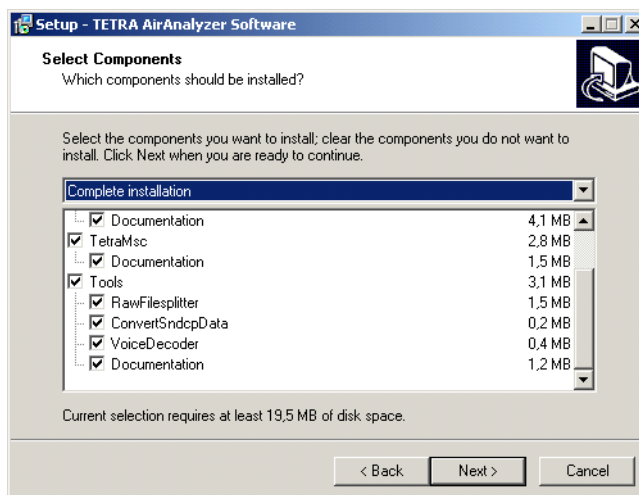 Setup - TETRA AirAnalyzer Software
Select Components
Which components should be installed?
Select the components you want to install; clear the components you do not want to
install. Click Next when you are ready to continue.
Complete installation
Documentation 4,1 MB
TetraMsc 2,8 MB
Documentation 1,5 MB
Tools 3,1 MB
RawFilesplitter 1,5 MB
ConvertSndcpData 0,2 MB
VoiceDecoder 0,4 MB
Documentation 1,2 MB
Current selection requires at least 19,5 MB of disk space.
< Back Next > Cancel